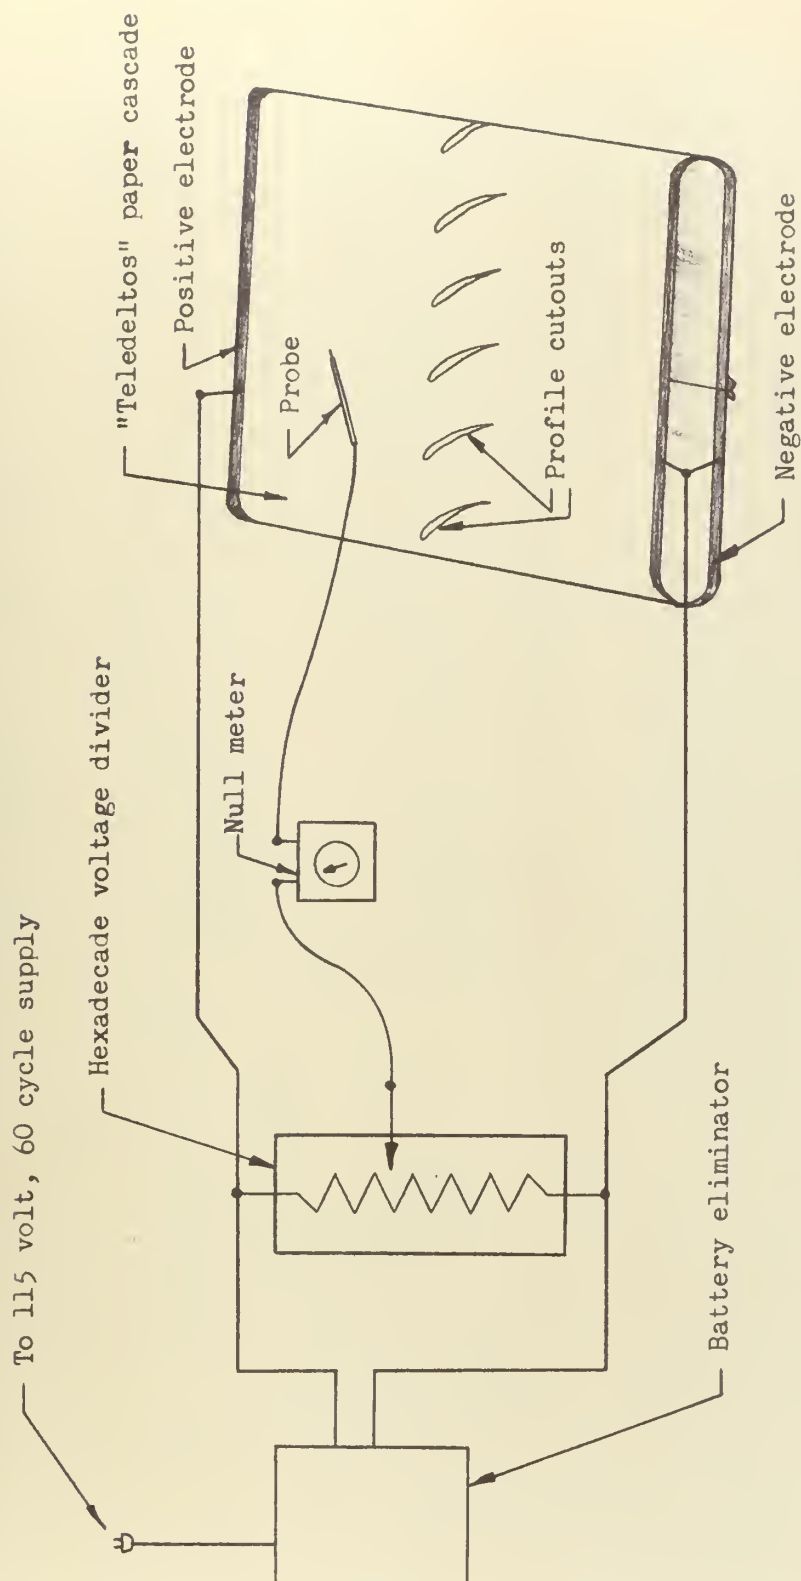 To 115 volt, 60 cycle supply
Hexadecade voltage divider
"Teledeltos" paper cascade
Positive electrode
Null meter
Probe
Profile cutouts
Battery eliminator
Negative electrode